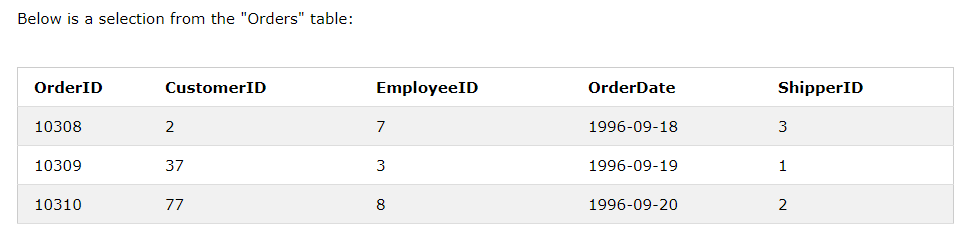 Below is a selection from the "Orders" table:
OrderID CustomerID EmployeeID OrderDate ShipperID
10308 2 7 1996-09-18 3
10309 37 3 1996-09-19 1
10310 77 8 1996-09-20 2